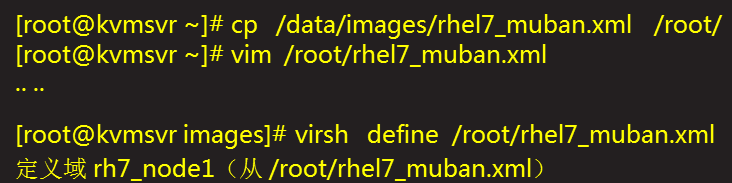 [root@kvmsvr ~]# cp /data/images/rhel7_muban.xml /root/
[root@kvmsvr ~]# vim /root/rhel7_muban.xml
.. ..
[root@kvmsvr images]# virsh define /root/rhel7_muban.xml
定义域 rh7_node1（从 /root/rhel7_muban.xml）